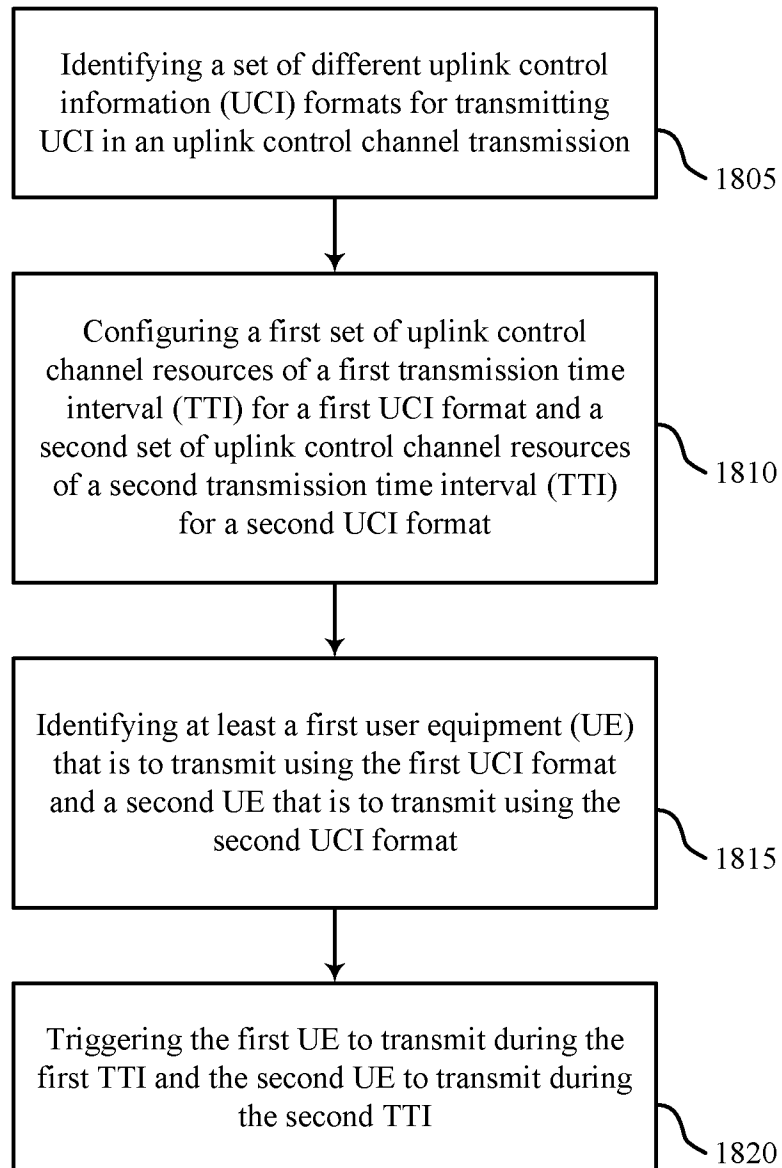 Identifying a set of different uplink control
information (UCI) formats for transmitting
UCI in an uplink control channel transmission
1805
Configuring a first set of uplink control
channel resources of a first transmission time
interval (TTI) for a first UCI format and a
second set of uplink control channel resources
of a second transmission time interval (TTI)
for a second UCI format
1810
Identifying at least a first user equipment (UE)
that is to transmit using the first UCI format
and a second UE that is to transmit using the
second UCI format
1815
Triggering the first UE to transmit during the
first TTI and the second UE to transmit during
the second TTI
1820